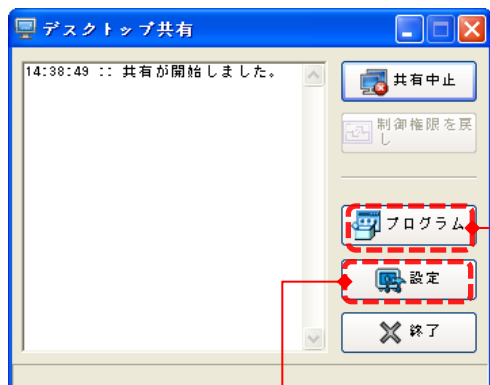 デスクトップ共有
14:38:49 :: 共有が開始しました。
共有中止
制御権限を戻
し
プログラム
設定
終了